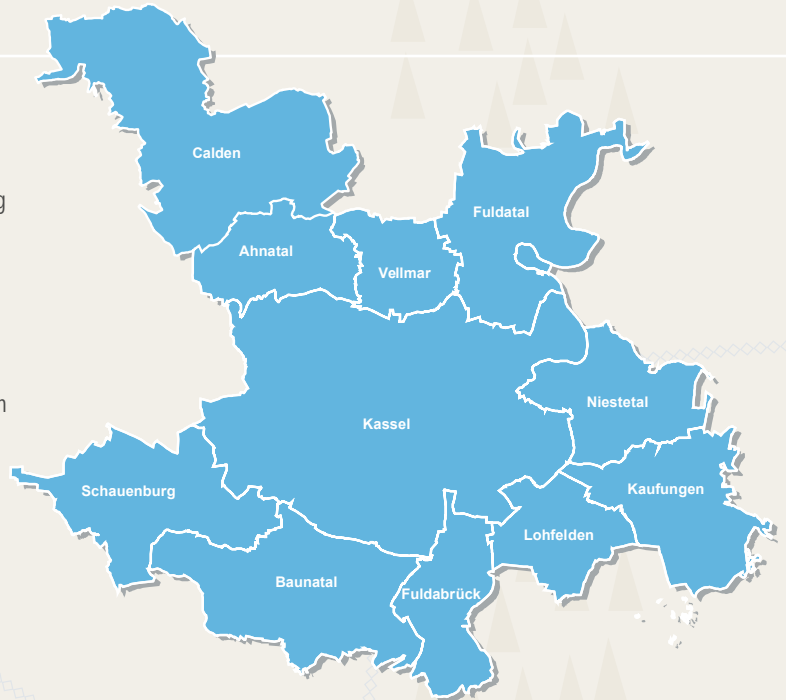 Calden
Fuldatal
Ahnatal
Vellmar
Niestetal
Kassel
Schauenburg
Kaufungen
Lohfelden
Baunatal
Fuldabrück